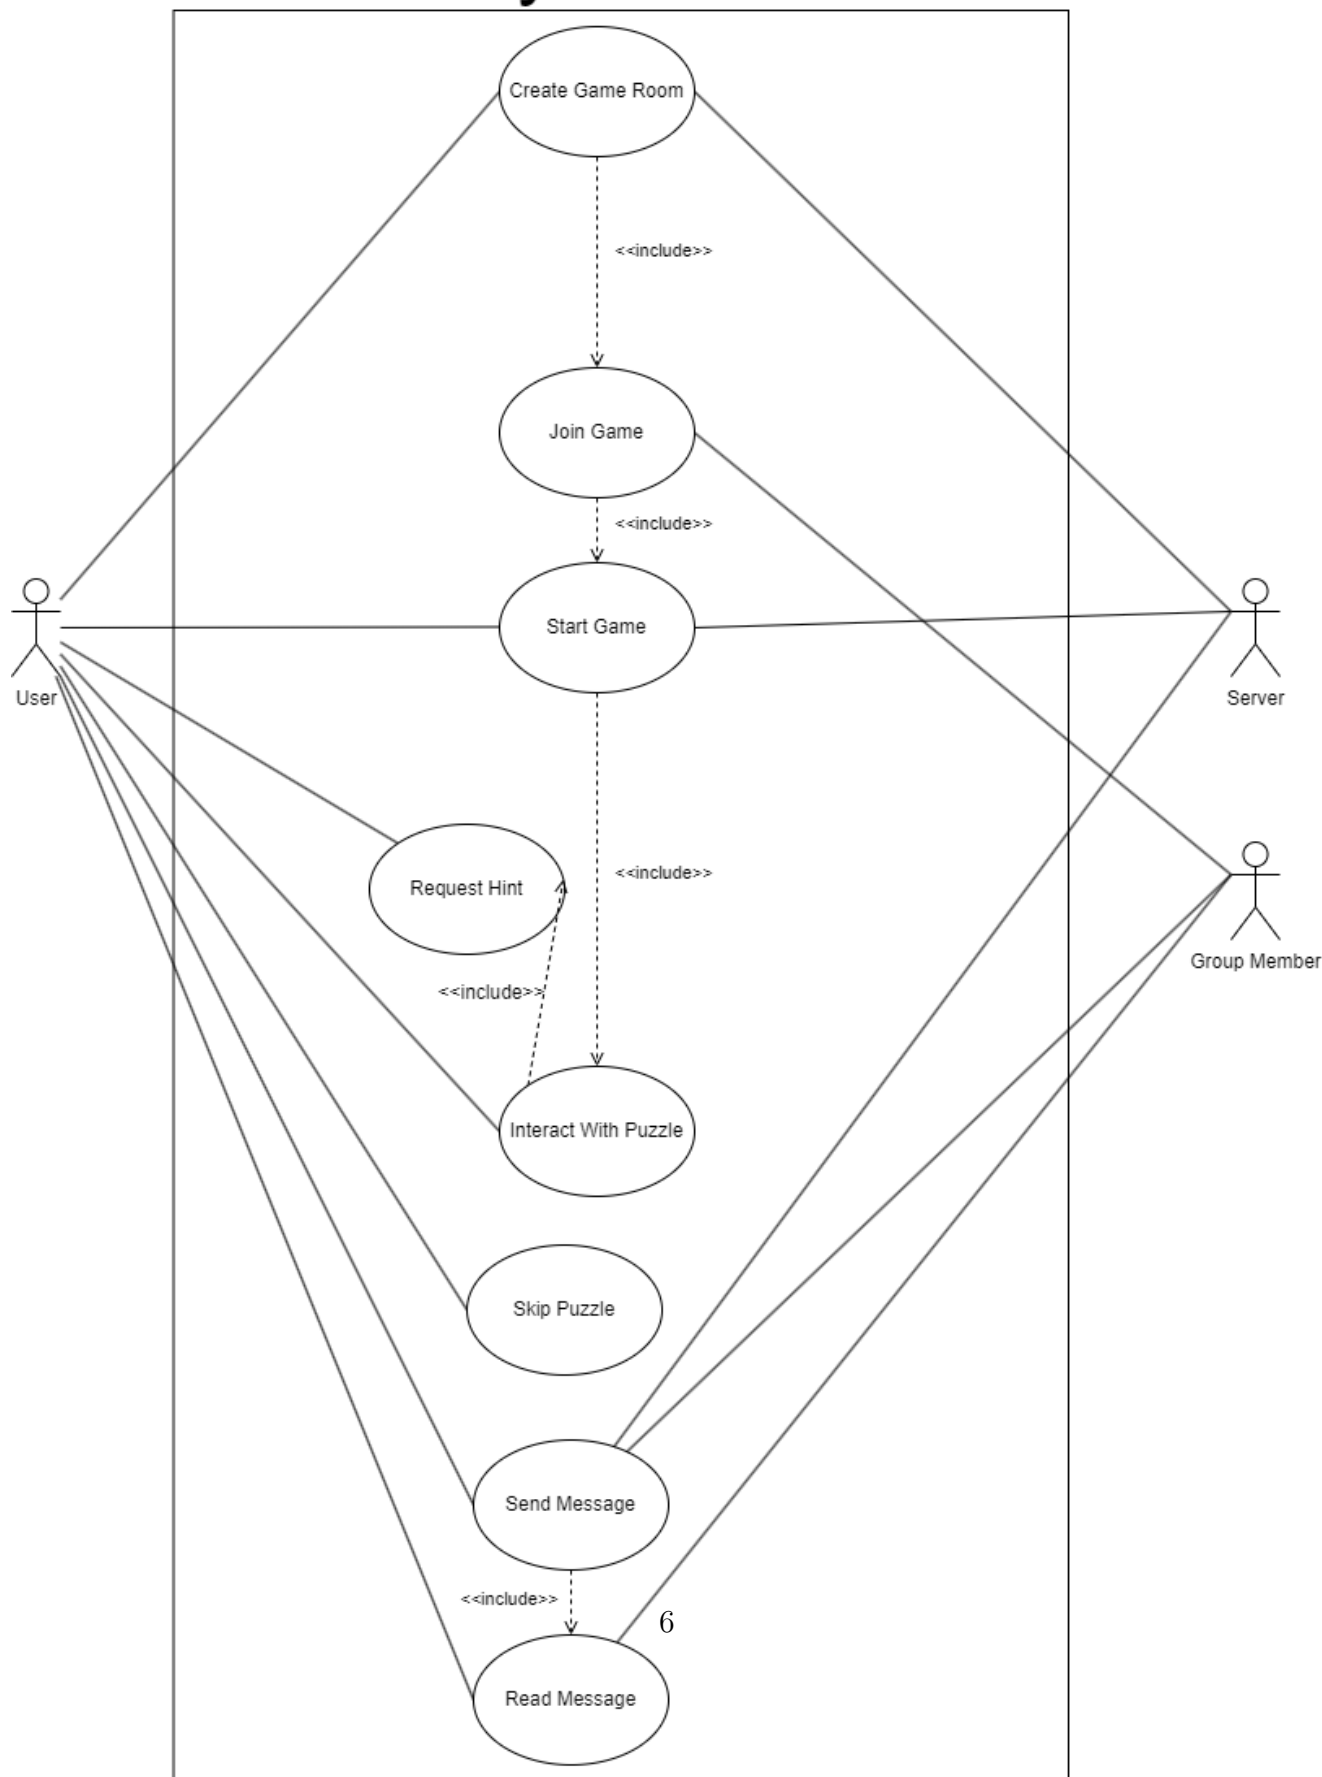 Create Game Room
<<include>>
Join Game
<<include>>
Start Game
User
Server
<<include>>
Request Hint
Group Member
<<include>>
Interact With Puzzle
Skip Puzzle
Send Message
<<include>>
6
Read Message